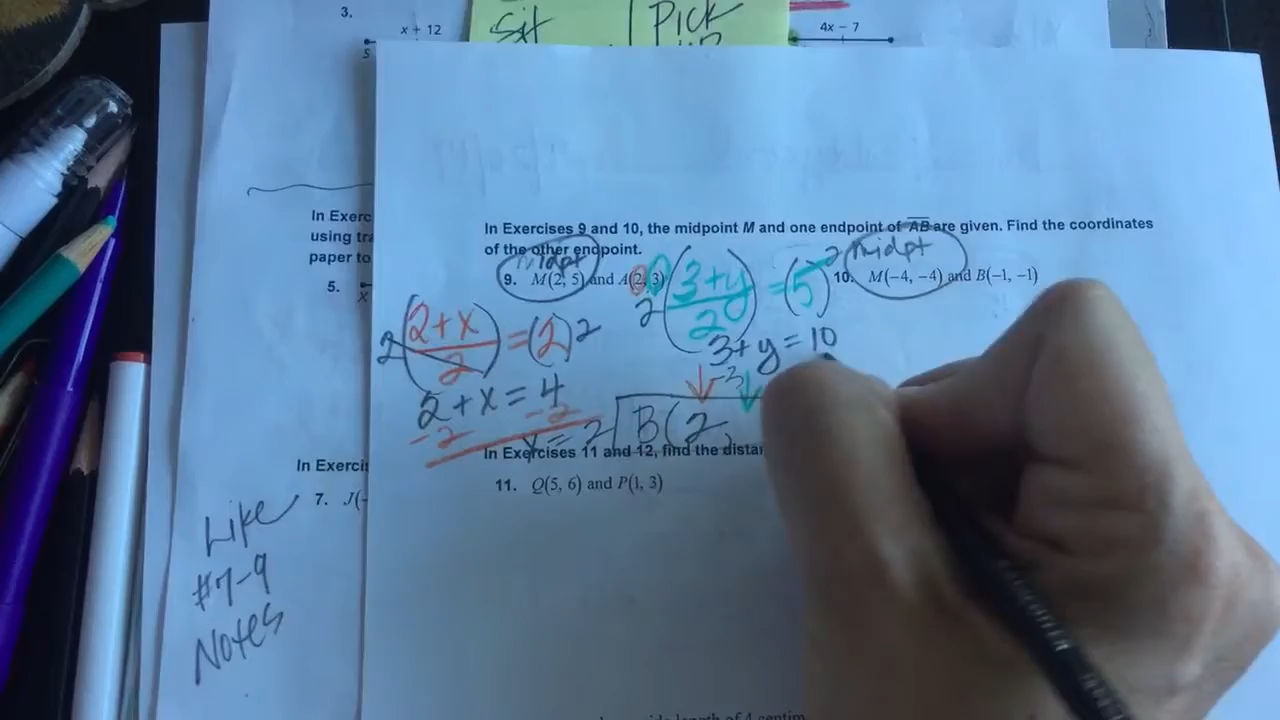 3.
x + 12
S
Sit | Pick
4x – 7
In Exerc
using tra
paper to
5.
X
In Exercises 9 and 10, the midpoint M and one endpoint of AB are given. Find the coordinates
of the other endpoint.
midpt
9. M(2, 5) and A(2, 3)
midpt
10. M(−4, −4) and B(−1, −1)
2(2+x/2) = (2)2
2+x = 4
-2 -2
x = 2
2(3+y/2) = (5)2
3+y = 10
-3
B(2,
In Exerci
7. J(-
In Exercises 11 and 12, find the distan
11. Q(5, 6) and P(1, 3)
Like
#7-9
Notes